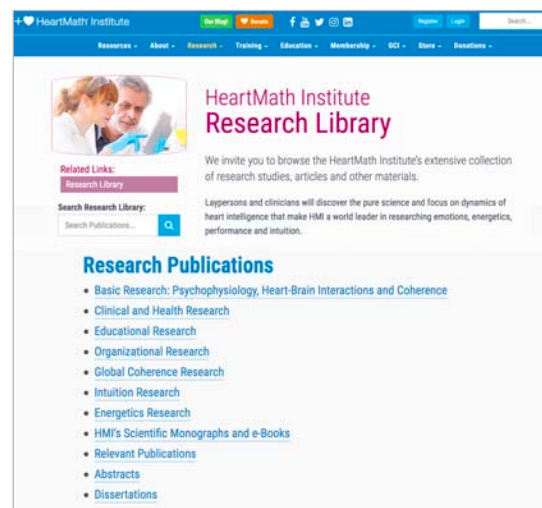 HeartMath Institute
Our Blog!
Donate
Register
Login
Search...
Resources
About
Research
Training
Education
Membership
GCI
Store
Donations
HeartMath Institute
Research Library
We invite you to browse the HeartMath Institute's extensive collection
of research studies, articles and other materials.
Laypersons and clinicians will discover the pure science and focus on dynamics of
heart intelligence that make HMI a world leader in researching emotions, energetics,
performance and intuition.
Related Links:
Research Library
Search Research Library:
Search Publications...
Research Publications
• Basic Research: Psychophysiology, Heart-Brain Interactions and Coherence
• Clinical and Health Research
• Educational Research
• Organizational Research
• Global Coherence Research
• Intuition Research
• Energetics Research
• HMI's Scientific Monographs and e-Books
• Relevant Publications
• Abstracts
• Dissertations